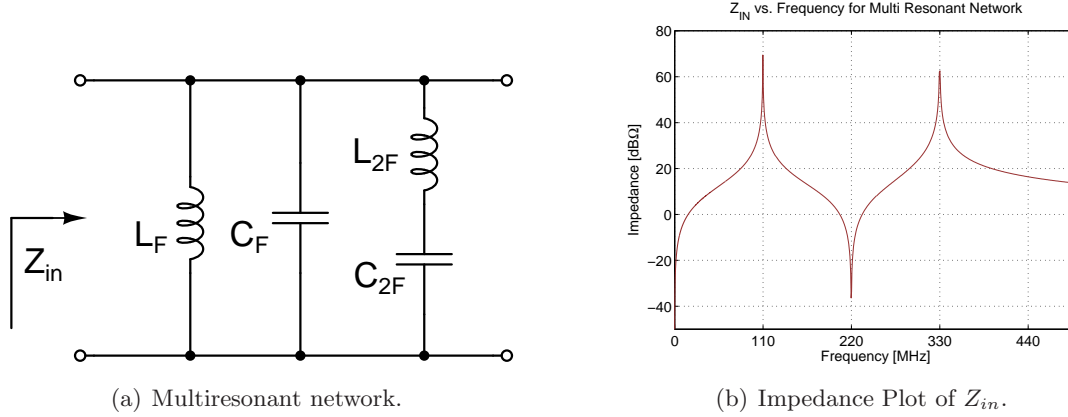 L_F
C_F
L_2F
C_2F
Z_in
(a) Multiresonant network.
Z_IN vs. Frequency for Multi Resonant Network
Impedance [dBΩ]
80
60
40
20
0
−20
−40
0 110 220 330 440
Frequency [MHz]
(b) Impedance Plot of Z_in.